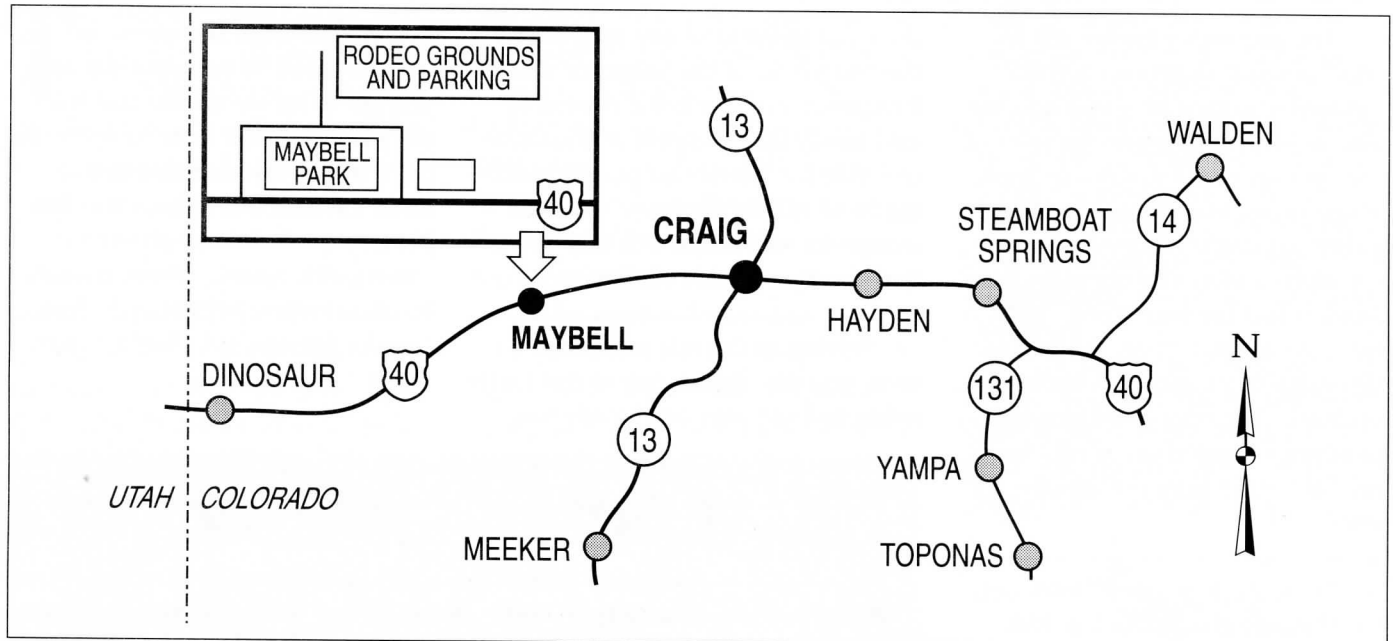 RODEO GROUNDS
AND PARKING
MAYBELL
PARK
40
13
WALDEN
14
STEAMBOAT
SPRINGS
CRAIG
HAYDEN
MAYBELL
DINOSAUR
40
131
40
N
13
YAMPA
UTAH
COLORADO
MEEKER
TOPONAS